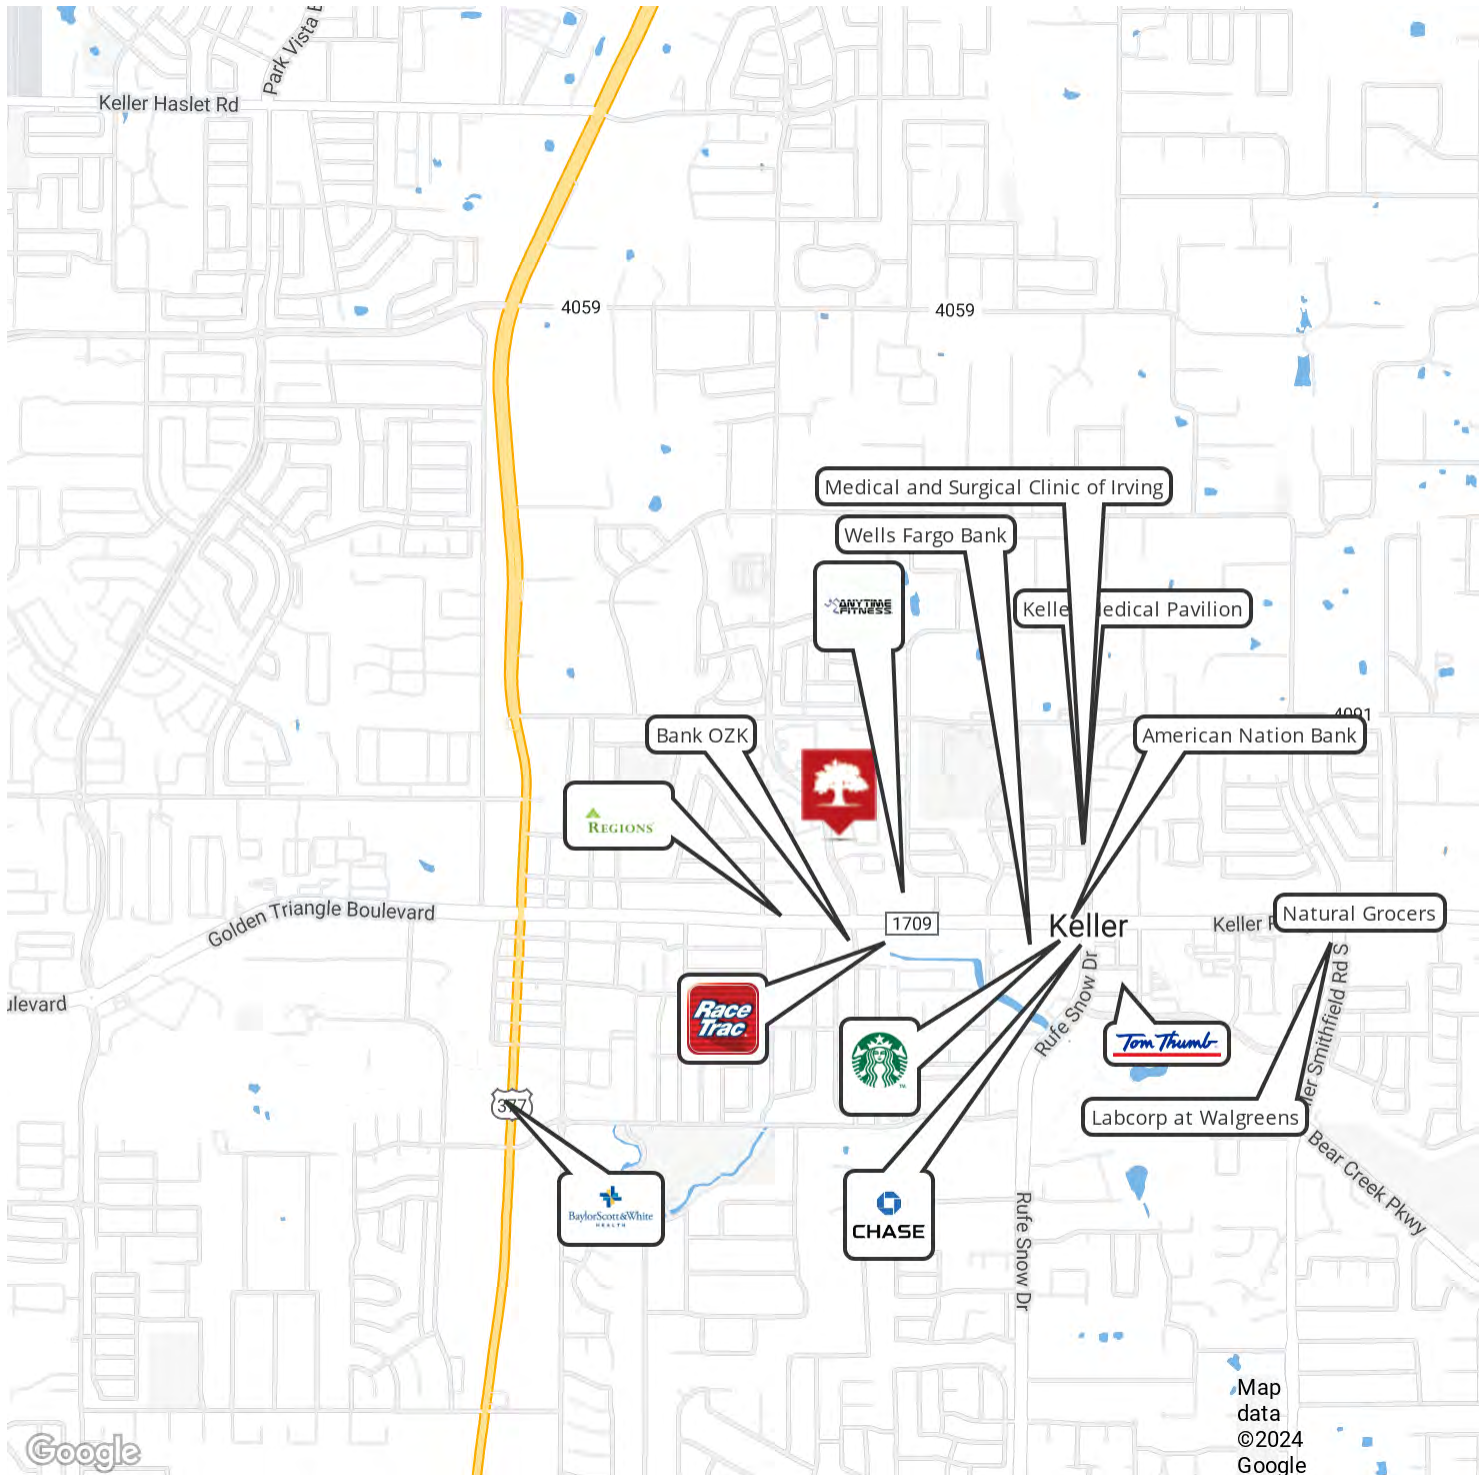 Park Vista B
Keller Haslet Rd
4059
4059
Medical and Surgical Clinic of Irving
Wells Fargo Bank
ANYTIME
FITNESS
Kelle
edical Pavilion
4091
Bank OZK
American Nation Bank
REGIONS
Golden Triangle Boulevard
1709
Keller
Keller
Natural Grocers
ulevard
Race
Trac
Rufe Snow Dr
Tom Thumb
ler Smithfield Rd S
377
Labcorp at Walgreens
Bear Creek Pkwy
BaylorScott&White
HEALTH
CHASE
Rufe Snow Dr
Map
data
©2024
Google
Google